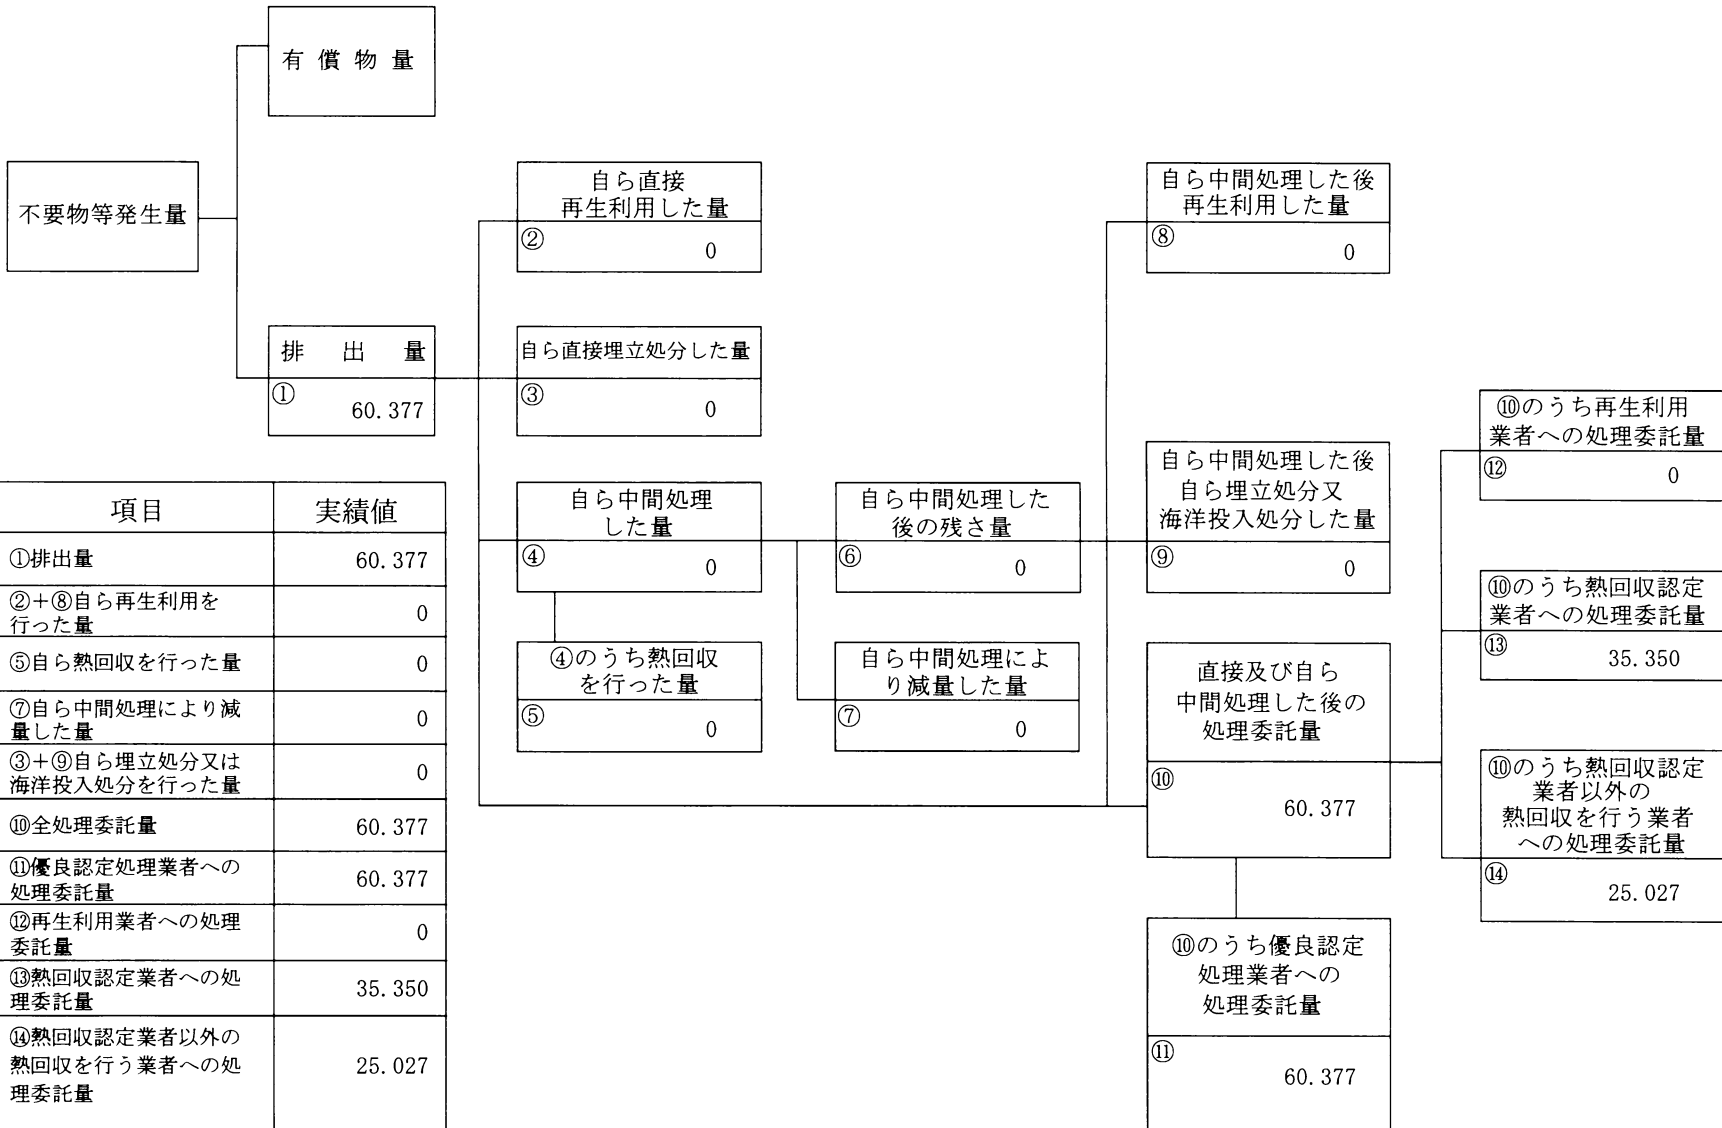 有償物量
不要物等発生量
排出量
①
60.377
自ら直接
再生利用した量
②
0
自ら直接埋立処分した量
③
0
自ら中間処理
した量
④
0
④のうち熱回収
を行った量
⑤
0
自ら中間処理した
後の残さ量
⑥
0
自ら中間処理によ
り減量した量
⑦
0
自ら中間処理した後
再生利用した量
⑧
0
自ら中間処理した後
自ら埋立処分又
海洋投入処分した量
⑨
0
直接及び自ら
中間処理した後の
処理委託量
⑩
60.377
⑩のうち優良認定
処理業者への
処理委託量
⑪
60.377
⑩のうち再生利用
業者への処理委託量
⑫
0
⑩のうち熱回収認定
業者への処理委託量
⑬
35.350
⑩のうち熱回収認定
業者以外の
熱回収を行う業者
への処理委託量
⑭
25.027
項目 実績値
①排出量 60.377
②+⑧自ら再生利用を
行った量 0
⑤自ら熱回収を行った量 0
⑦自ら中間処理により減
量した量 0
③+⑨自ら埋立処分又は
海洋投入処分を行った量 0
⑩全処理委託量 60.377
⑪優良認定処理業者への
処理委託量 60.377
⑫再生利用業者への処理
委託量 0
⑬熱回収認定業者への処
理委託量 35.350
⑭熱回収認定業者以外の
熱回収を行う業者への処
理委託量 25.027